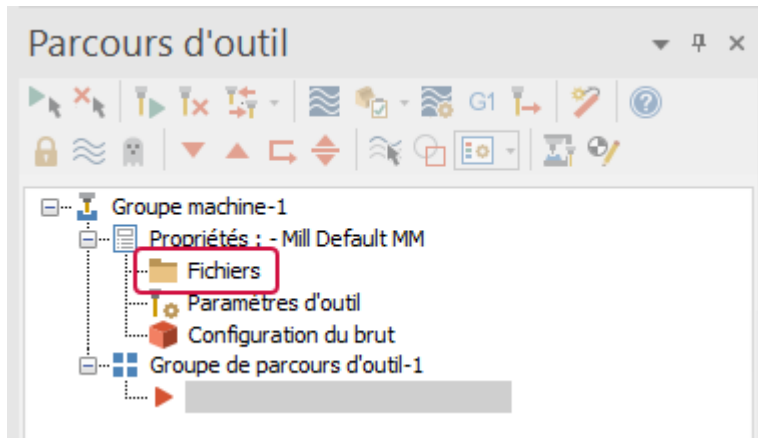 Parcours d'outil
G1
Groupe machine-1
Propriétés : - Mill Default MM
Fichiers
Paramètres d'outil
Configuration du brut
Groupe de parcours d'outil-1